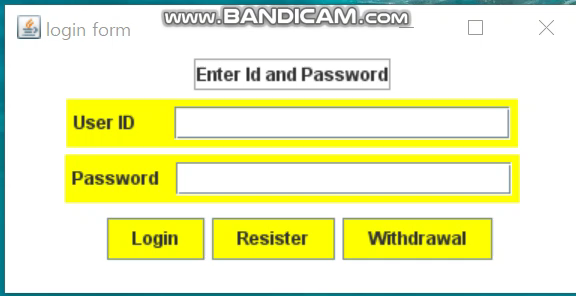 www.BANDICAM.com
login form
Enter Id and Password
User ID
Password
Login Resister Withdrawal